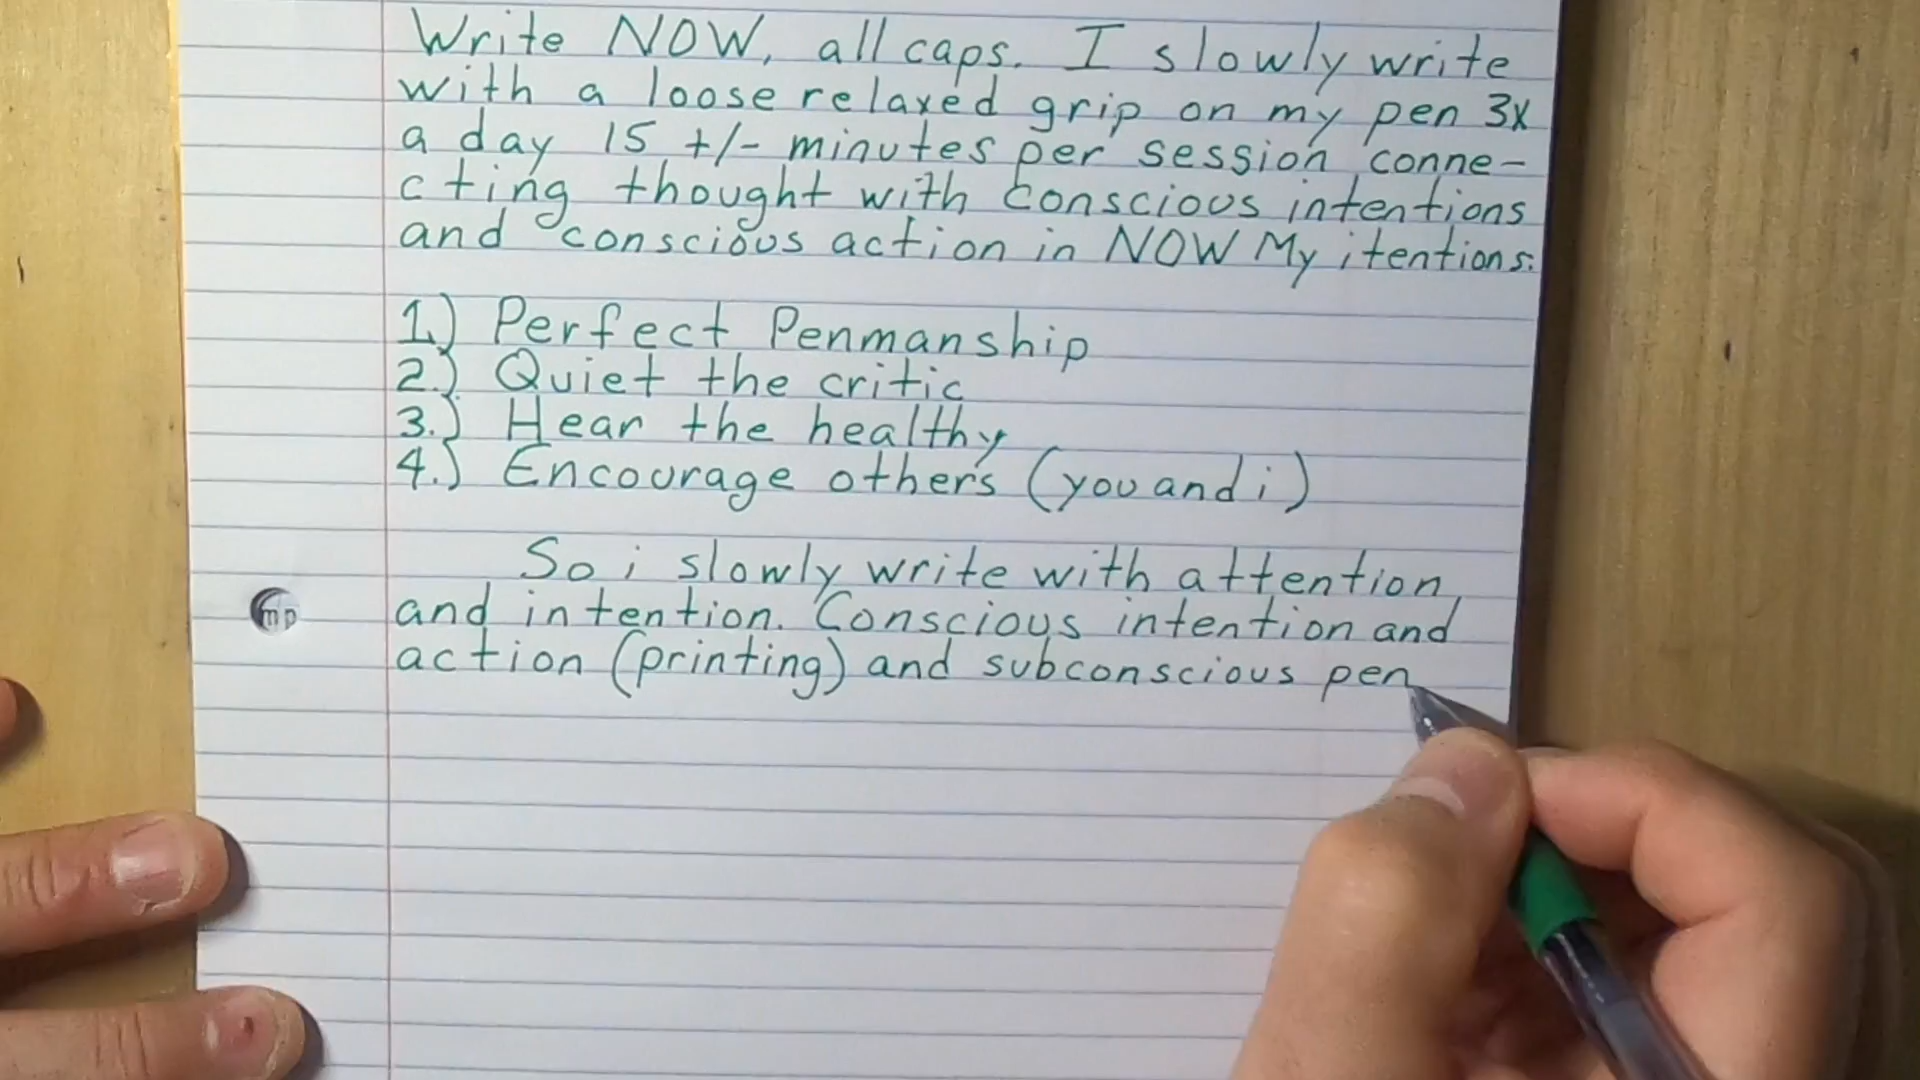 Write NOW, all caps. I slowly write
with a loose relaxed grip on my pen 3x
a day 15 +/- minutes per session conne-
cting thought with conscious intentions
and conscious action in NOW My itentions:
1.) Perfect Penmanship
2.) Quiet the critic
3.) Hear the healthy
4.) Encourage others (you and i)
So i slowly write with attention
and intention. Conscious intention and
action (printing) and subconscious pen
mp